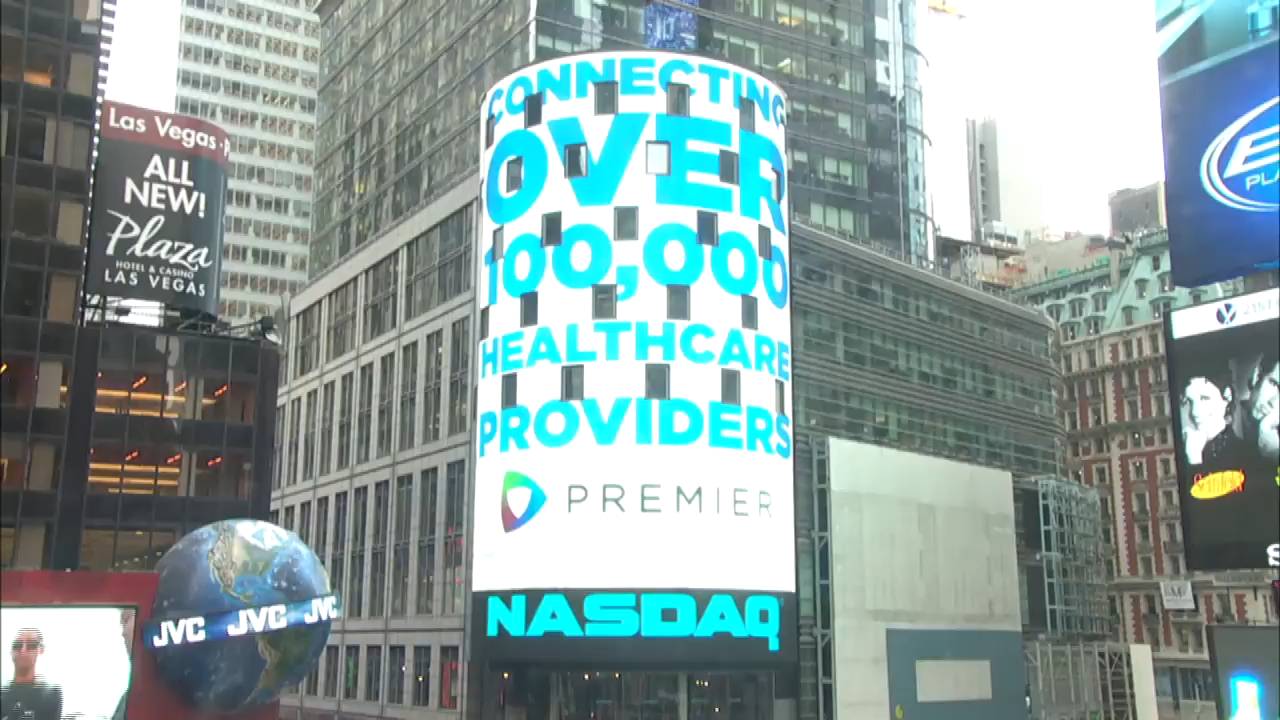 CONNECTING
OVER
100,000
HEALTHCARE
PROVIDERS
PREMIER
NASDAQ
Las Vegas
ALL
NEW!
Plaza
HOTEL & CASINO
LAS VEGAS
JVC JVC JVC